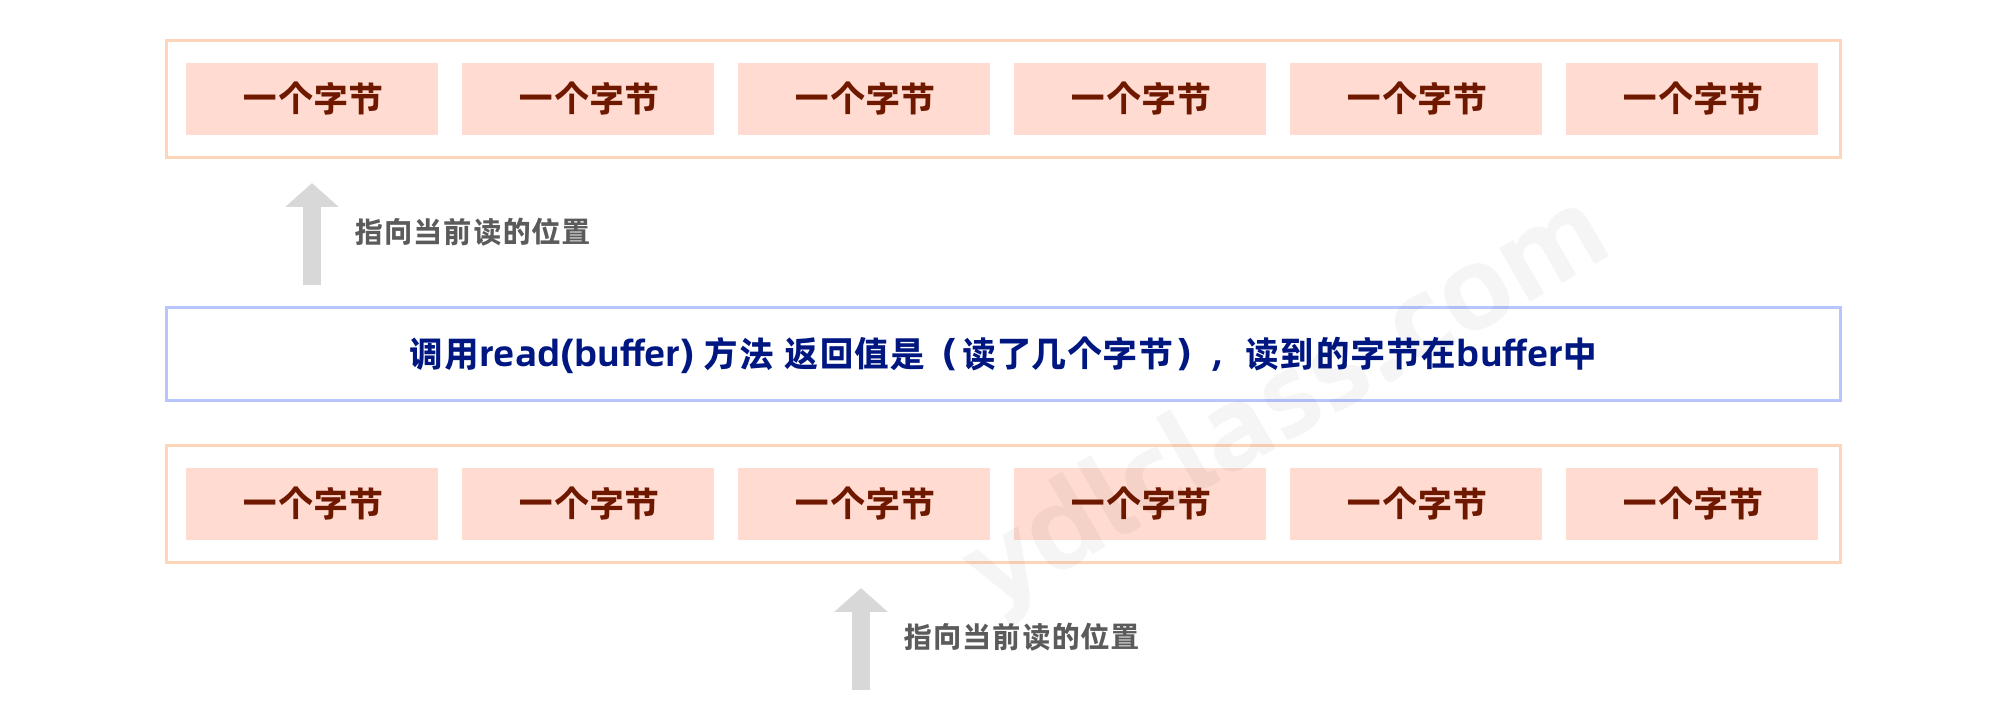 一个字节 一个字节 一个字节 一个字节 一个字节 一个字节
指向当前读的位置
调用read(buffer) 方法 返回值是（读了几个字节），读到的字节在buffer中
一个字节 一个字节 一个字节 一个字节 一个字节 一个字节
指向当前读的位置
ydlclass.com